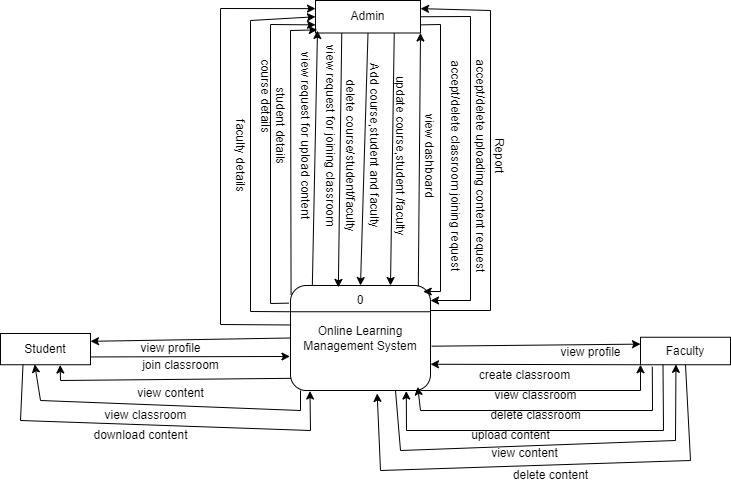 Admin
faculty details
course details
student details
view request for upload content
view request for joining classroom
delete course/student/faculty
Add course,student and faculty
update course,student /faculty
view dashboard
accept/delete classroom joining request
accept/delete uploading content request
Report
0
Online Learning
Management System
Student
view profile
join classroom
view content
view classroom
download content
Faculty
view profile
create classroom
view classroom
delete classroom
upload content
view content
delete content